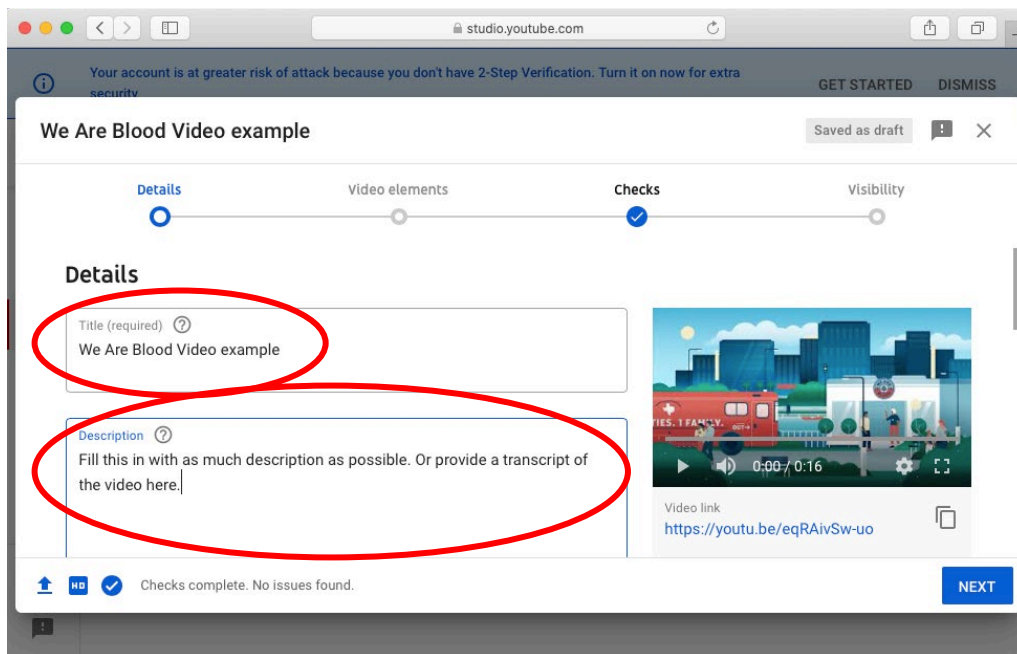 studio.youtube.com
Your account is at greater risk of attack because you don't have 2-Step Verification. Turn it on now for extra
security
GET STARTED DISMISS
We Are Blood Video example
Saved as draft
Details Video elements Checks Visibility
Details
Title (required)
We Are Blood Video example
Description
Fill this in with as much description as possible. Or provide a transcript of
the video here.
TIES. 1 FAMILY.
OUT
0:00 / 0:16
Video link
https://youtu.be/eqRAivSw-uo
HD
Checks complete. No issues found.
NEXT